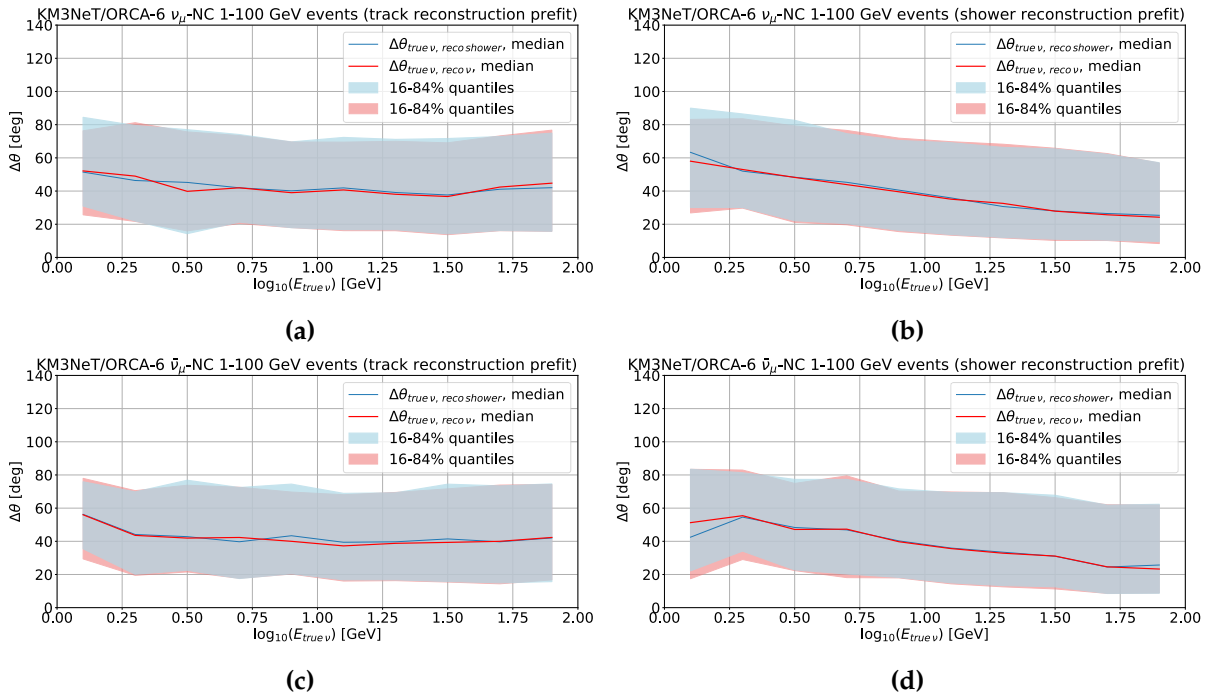 KM3NeT/ORCA-6 νμ-NC 1-100 GeV events (track reconstruction prefit)
140
120
100
80
60
40
20
0
Δθ [deg]
Δθtrue ν, reco shower, median
Δθtrue ν, reco ν, median
16-84% quantiles
16-84% quantiles
0.00 0.25 0.50 0.75 1.00 1.25 1.50 1.75 2.00
log10(Etrue ν) [GeV]
(a)
KM3NeT/ORCA-6 νμ-NC 1-100 GeV events (shower reconstruction prefit)
140
120
100
80
60
40
20
0
Δθ [deg]
Δθtrue ν, reco shower, median
Δθtrue ν, reco ν, median
16-84% quantiles
16-84% quantiles
0.00 0.25 0.50 0.75 1.00 1.25 1.50 1.75 2.00
log10(Etrue ν) [GeV]
(b)
KM3NeT/ORCA-6 ν̄μ-NC 1-100 GeV events (track reconstruction prefit)
140
120
100
80
60
40
20
0
Δθ [deg]
Δθtrue ν, reco shower, median
Δθtrue ν, reco ν, median
16-84% quantiles
16-84% quantiles
0.00 0.25 0.50 0.75 1.00 1.25 1.50 1.75 2.00
log10(Etrue ν) [GeV]
(c)
KM3NeT/ORCA-6 ν̄μ-NC 1-100 GeV events (shower reconstruction prefit)
140
120
100
80
60
40
20
0
Δθ [deg]
Δθtrue ν, reco shower, median
Δθtrue ν, reco ν, median
16-84% quantiles
16-84% quantiles
0.00 0.25 0.50 0.75 1.00 1.25 1.50 1.75 2.00
log10(Etrue ν) [GeV]
(d)